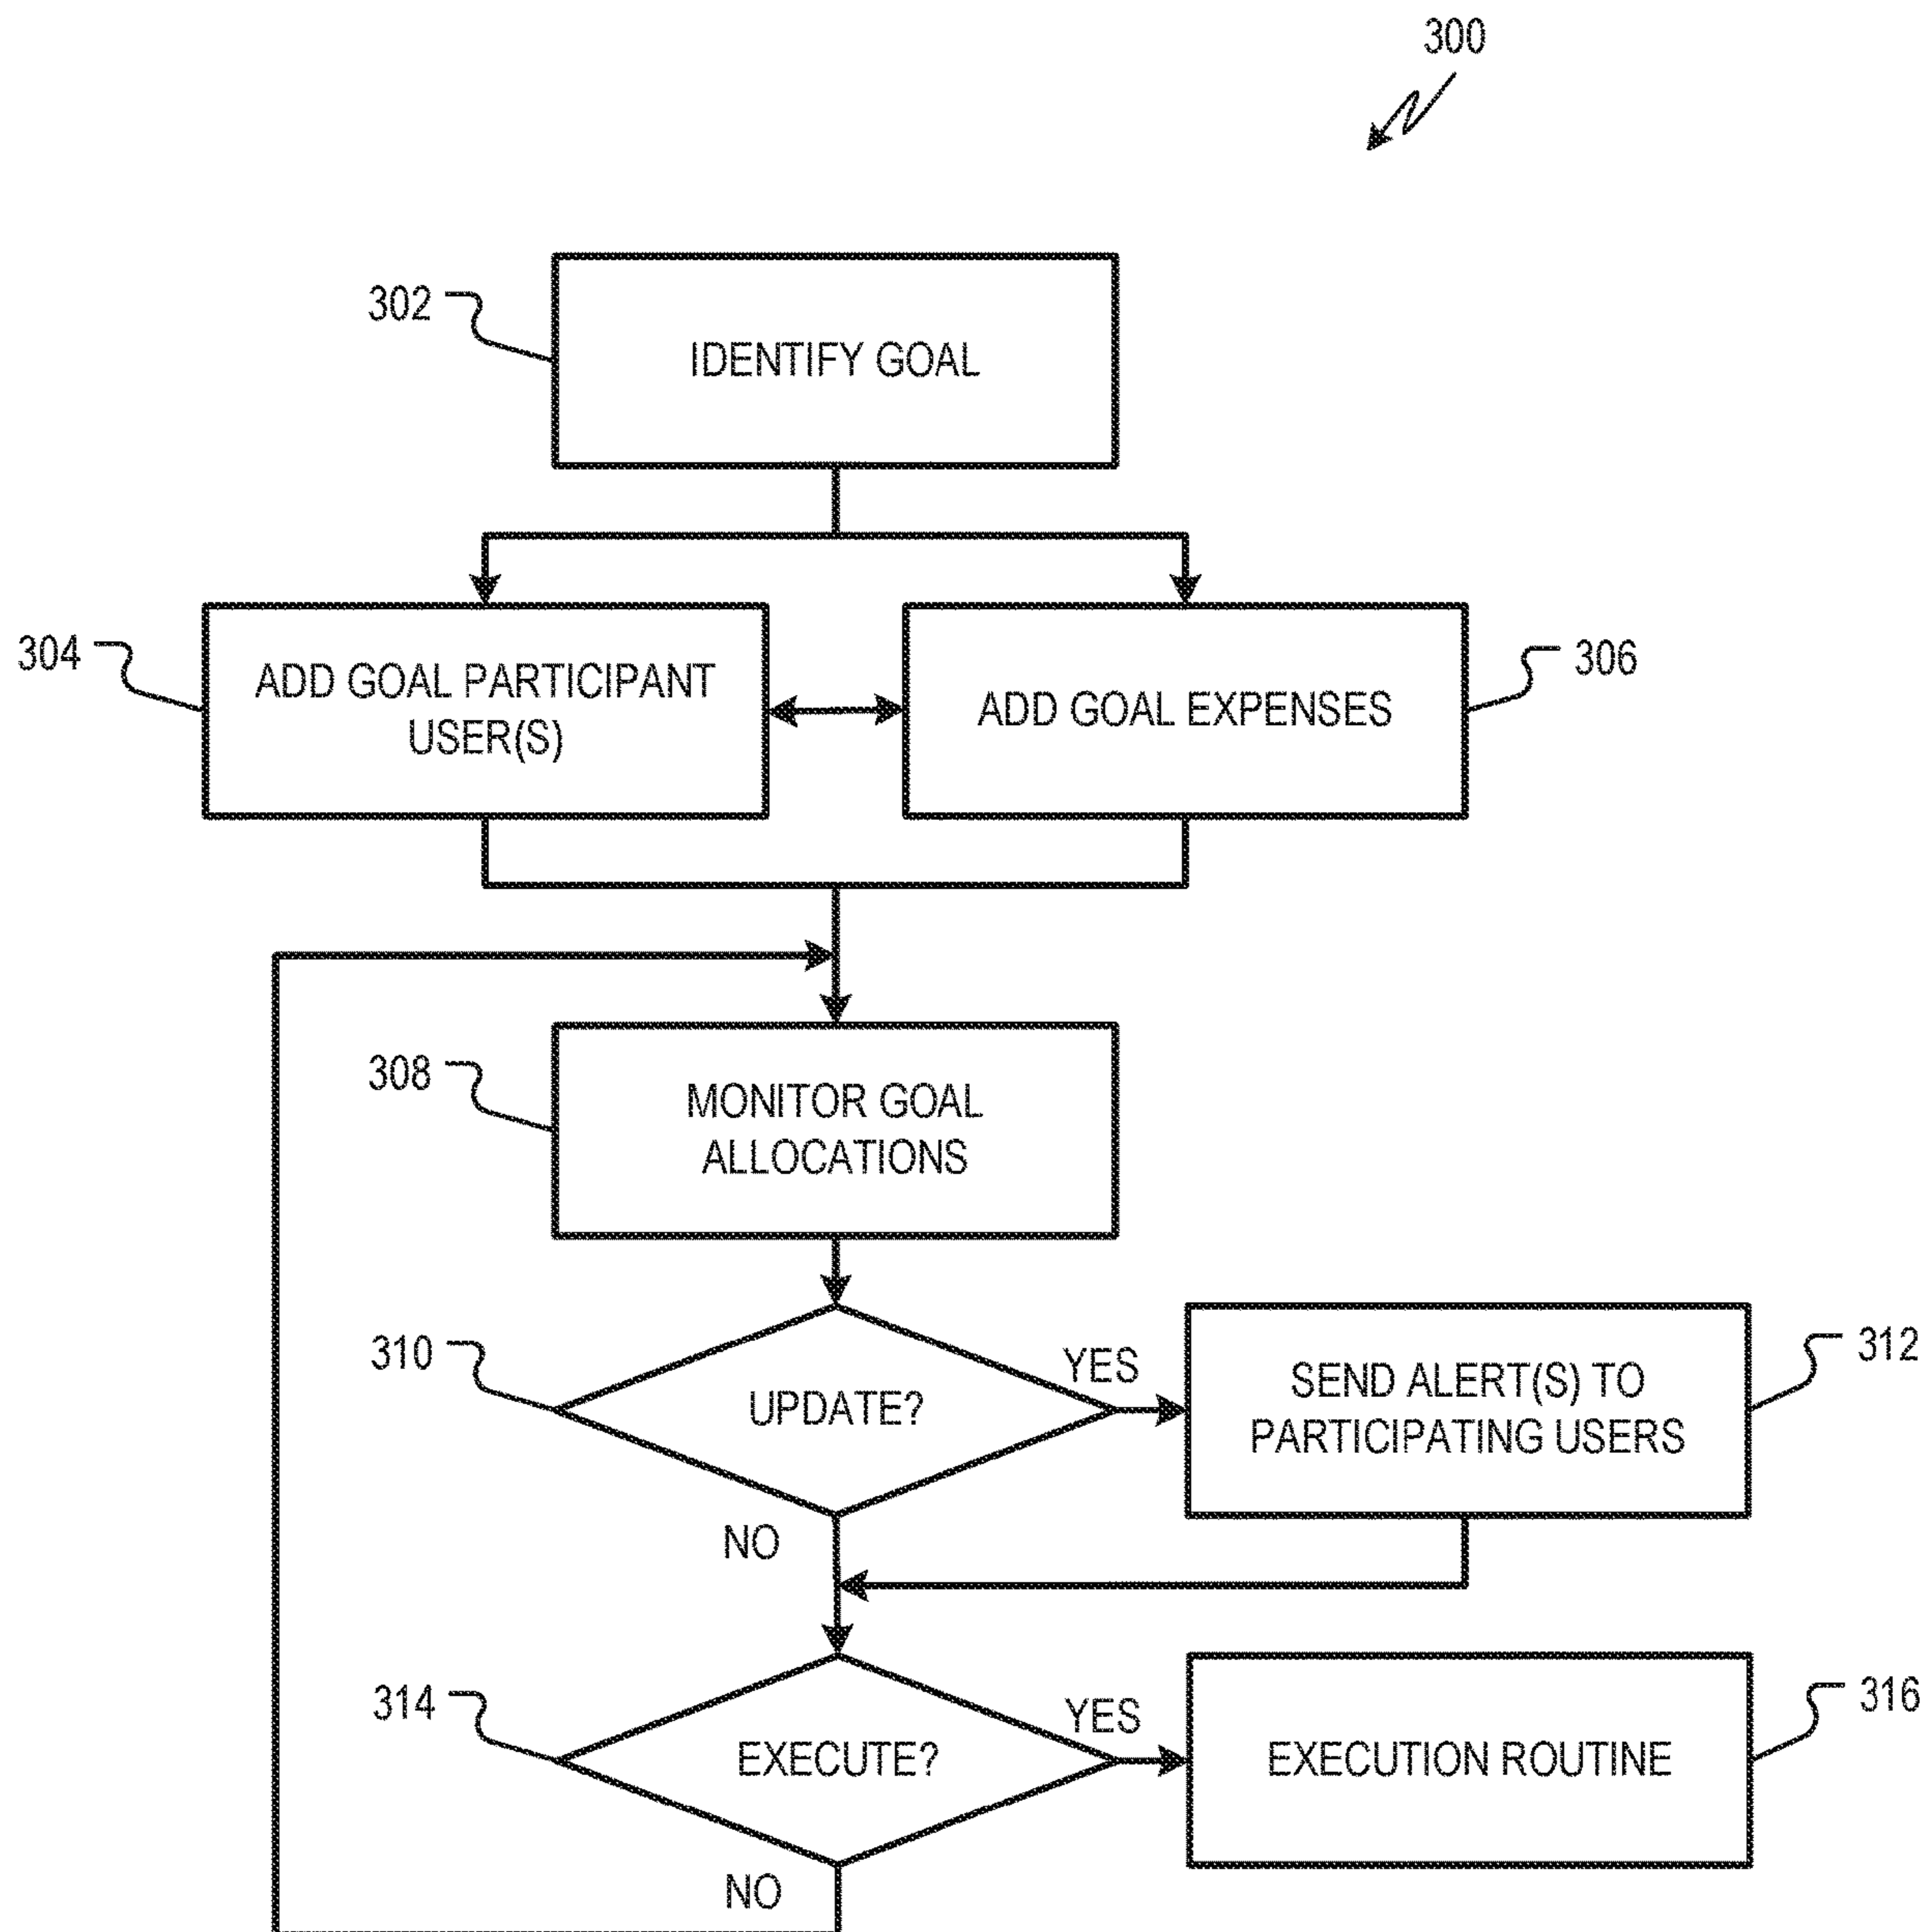 300
302
IDENTIFY GOAL
304
ADD GOAL PARTICIPANT
USER(S)
306
ADD GOAL EXPENSES
308
MONITOR GOAL
ALLOCATIONS
310
UPDATE?
YES
NO
312
SEND ALERT(S) TO
PARTICIPATING USERS
314
EXECUTE?
YES
NO
316
EXECUTION ROUTINE